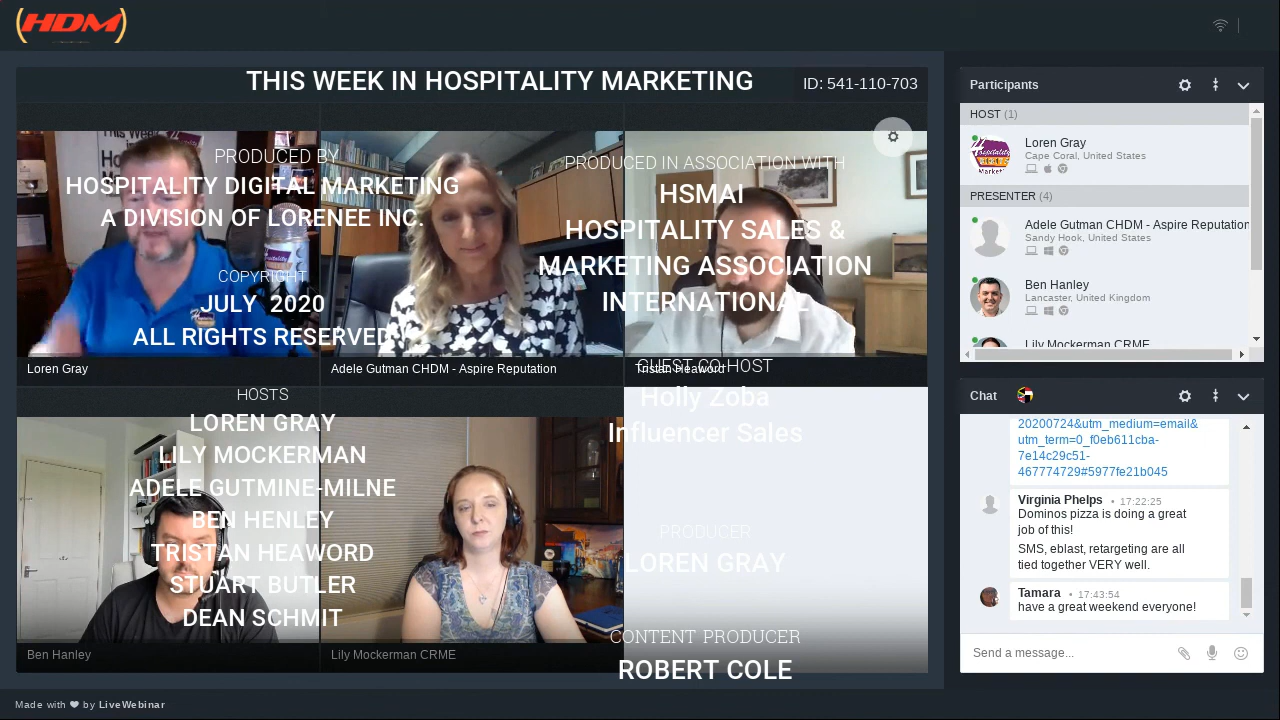 (HDM)
THIS WEEK IN HOSPITALITY MARKETING
ID: 541-110-703
PRODUCED BY
HOSPITALITY DIGITAL MARKETING
A DIVISION OF LORENEE INC.
COPYRIGHT
JULY 2020
ALL RIGHTS RESERVED
PRODUCED IN ASSOCIATION WITH
HSMAI
HOSPITALITY SALES &
MARKETING ASSOCIATION
INTERNATIONAL
Loren Gray
Adele Gutman CHDM - Aspire Reputation
Tristan Heaword
GUEST CO-HOST
Holly Zoba
Influencer Sales
HOSTS
LOREN GRAY
LILY MOCKERMAN
ADELE GUTMINE-MILNE
BEN HENLEY
TRISTAN HEAWORD
STUART BUTLER
DEAN SCHMIT
PRODUCER
LOREN GRAY
CONTENT PRODUCER
ROBERT COLE
Ben Hanley
Lily Mockerman CRME
Participants
HOST (1)
Loren Gray
Cape Coral, United States
PRESENTER (4)
Adele Gutman CHDM - Aspire Reputation
Sandy Hook, United States
Ben Hanley
Lancaster, United Kingdom
Lily Mockerman CRME
Chat
20200724&utm_medium=email&
utm_term=0_f0eb611cba-
7e14c29c51-
467774729#5977fe21b045
Virginia Phelps • 17:22:25
Dominos pizza is doing a great
job of this!
SMS, eblast, retargeting are all
tied together VERY well.
Tamara • 17:43:54
have a great weekend everyone!
Send a message...
Made with ❤ by LiveWebinar